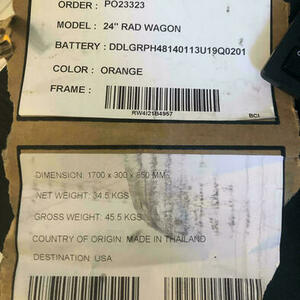 ORDER : PO23323
MODEL : 24" RAD WAGON
BATTERY : DDLGRPH48140113U19Q0201
COLOR : ORANGE
FRAME :
RW4I21B4957
BCI
DIMENSION: 1700 x 300 x 850 MM
NET WEIGHT: 34.5 KGS
GROSS WEIGHT: 45.5 KGS
COUNTRY OF ORIGIN: MADE IN THAILAND
DESTINATION: USA